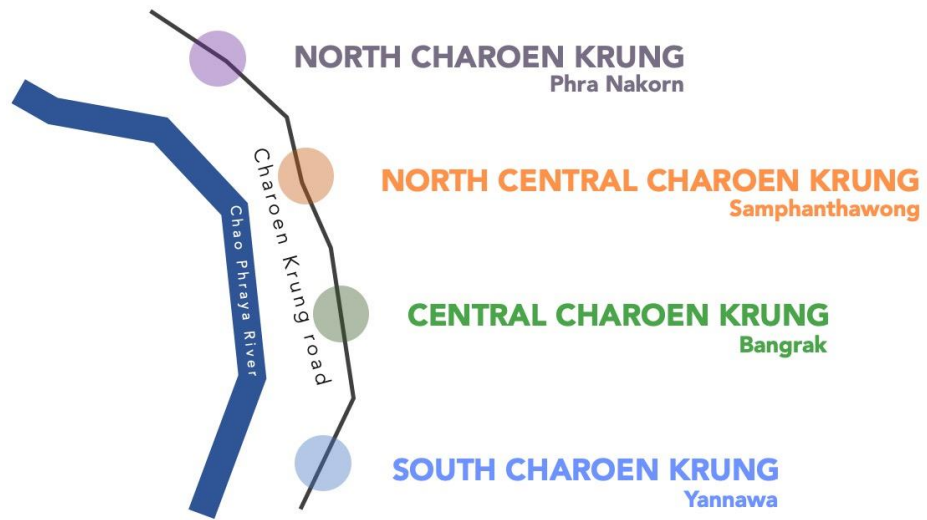 NORTH CHAROEN KRUNG
Phra Nakorn
Charoen Krung road
NORTH CENTRAL CHAROEN KRUNG
Samphanthawong
Chao Phraya River
CENTRAL CHAROEN KRUNG
Bangrak
SOUTH CHAROEN KRUNG
Yannawa